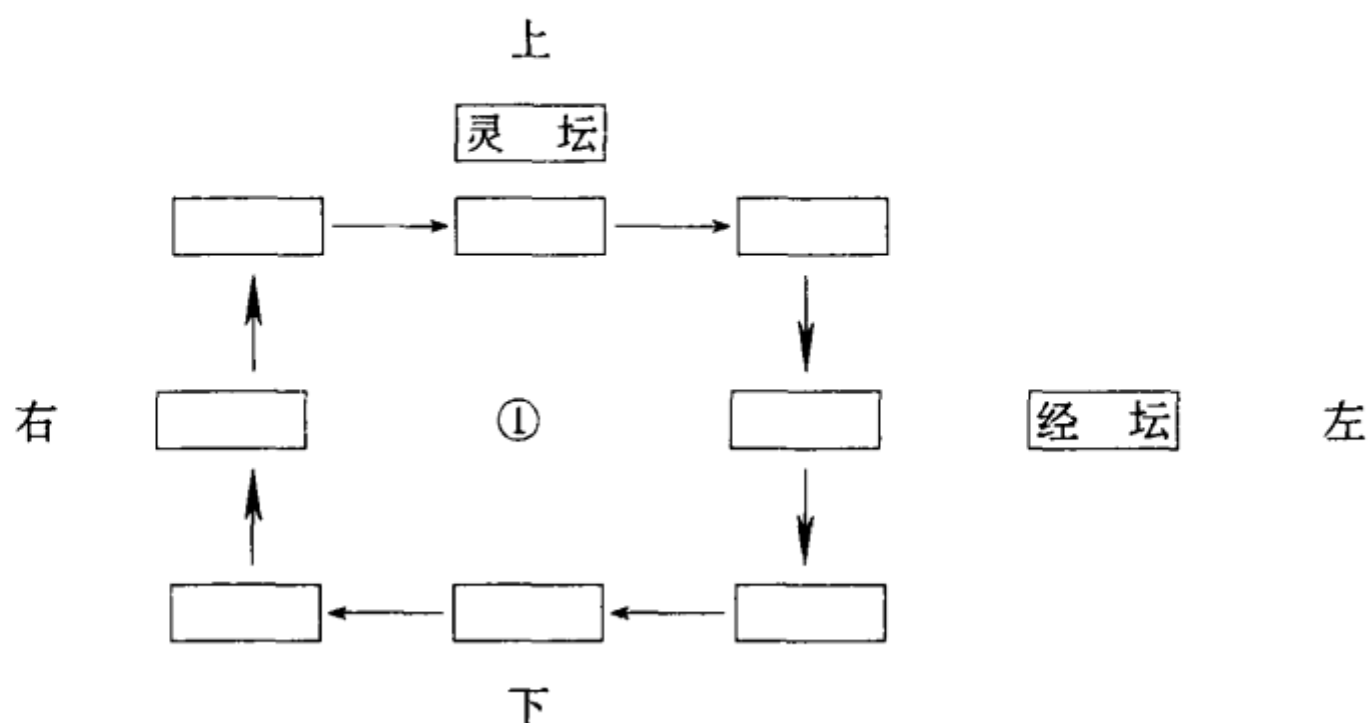 上
灵 坛
右 ① 经 坛 左
下